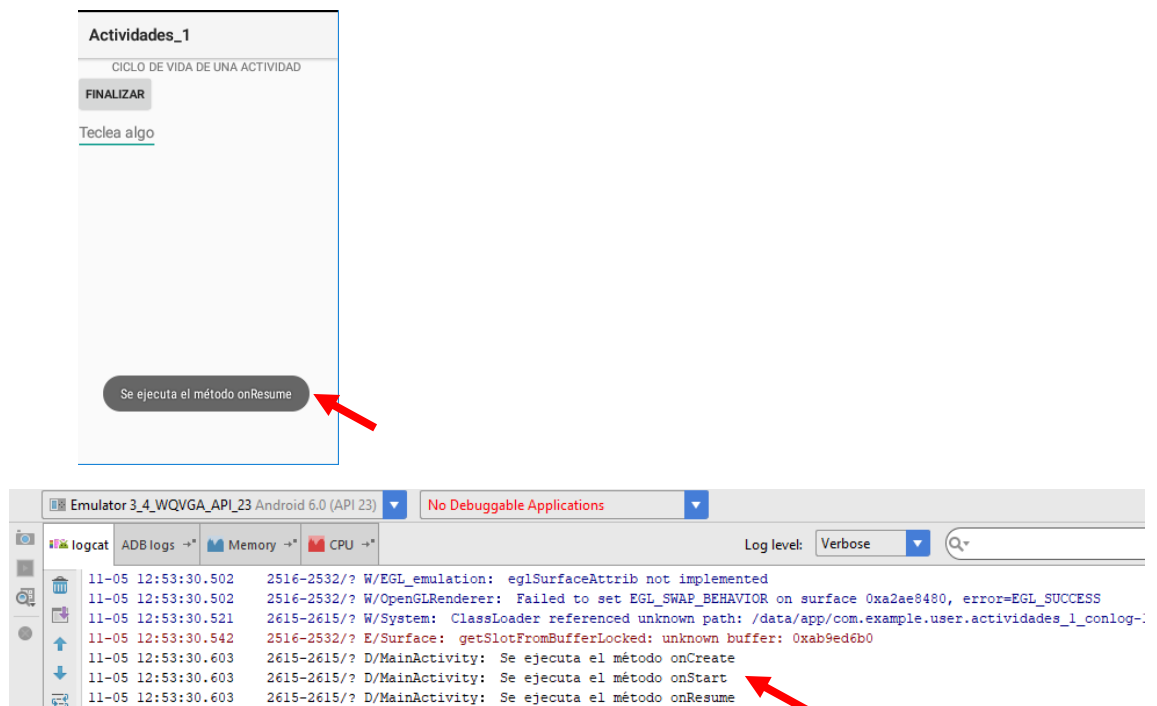 Actividades_1
CICLO DE VIDA DE UNA ACTIVIDAD
FINALIZAR
Teclea algo
Se ejecuta el método onResume
Emulator 3_4_WQVGA_API_23 Android 6.0 (API 23) No Debuggable Applications
logcat ADB logs Memory CPU Log level: Verbose
11-05 12:53:30.502 2516-2532/? W/EGL_emulation: eglSurfaceAttrib not implemented
11-05 12:53:30.502 2516-2532/? W/OpenGLRenderer: Failed to set EGL_SWAP_BEHAVIOR on surface 0xa2ae8480, error=EGL_SUCCESS
11-05 12:53:30.521 2615-2615/? W/System: ClassLoader referenced unknown path: /data/app/com.example.user.actividades_1_conlog-1
11-05 12:53:30.542 2516-2532/? E/Surface: getSlotFromBufferLocked: unknown buffer: 0xab9ed6b0
11-05 12:53:30.603 2615-2615/? D/MainActivity: Se ejecuta el método onCreate
11-05 12:53:30.603 2615-2615/? D/MainActivity: Se ejecuta el método onStart
11-05 12:53:30.603 2615-2615/? D/MainActivity: Se ejecuta el método onResume